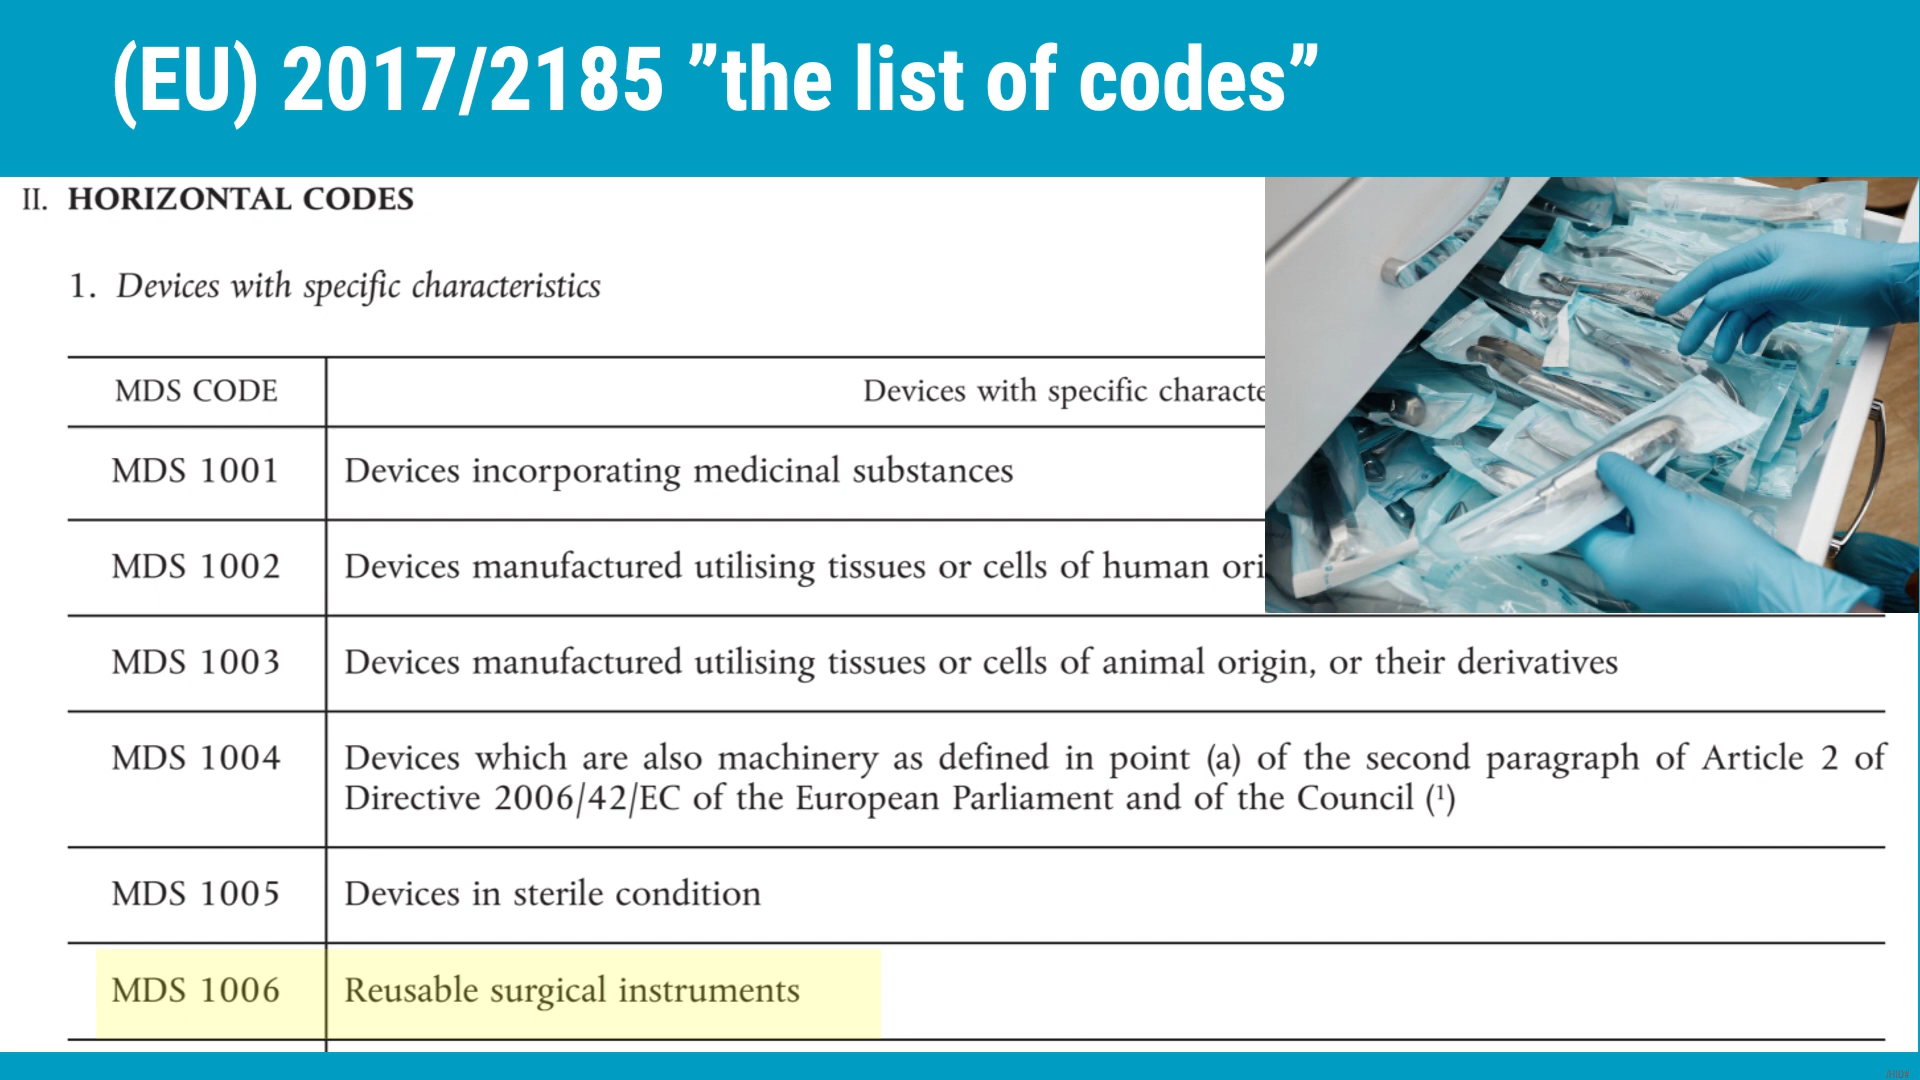 (EU) 2017/2185 ”the list of codes”
II. HORIZONTAL CODES
1. Devices with specific characteristics
MDS CODE Devices with specific
MDS 1001 Devices incorporating medicinal substances
MDS 1002 Devices manufactured utilising tissues or cells of human
MDS 1003 Devices manufactured utilising tissues or cells of animal origin, or their derivatives
MDS 1004 Devices which are also machinery as defined in point (a) of the second paragraph of Article 2 of
Directive 2006/42/EC of the European Parliament and of the Council (¹)
MDS 1005 Devices in sterile condition
MDS 1006 Reusable surgical instruments